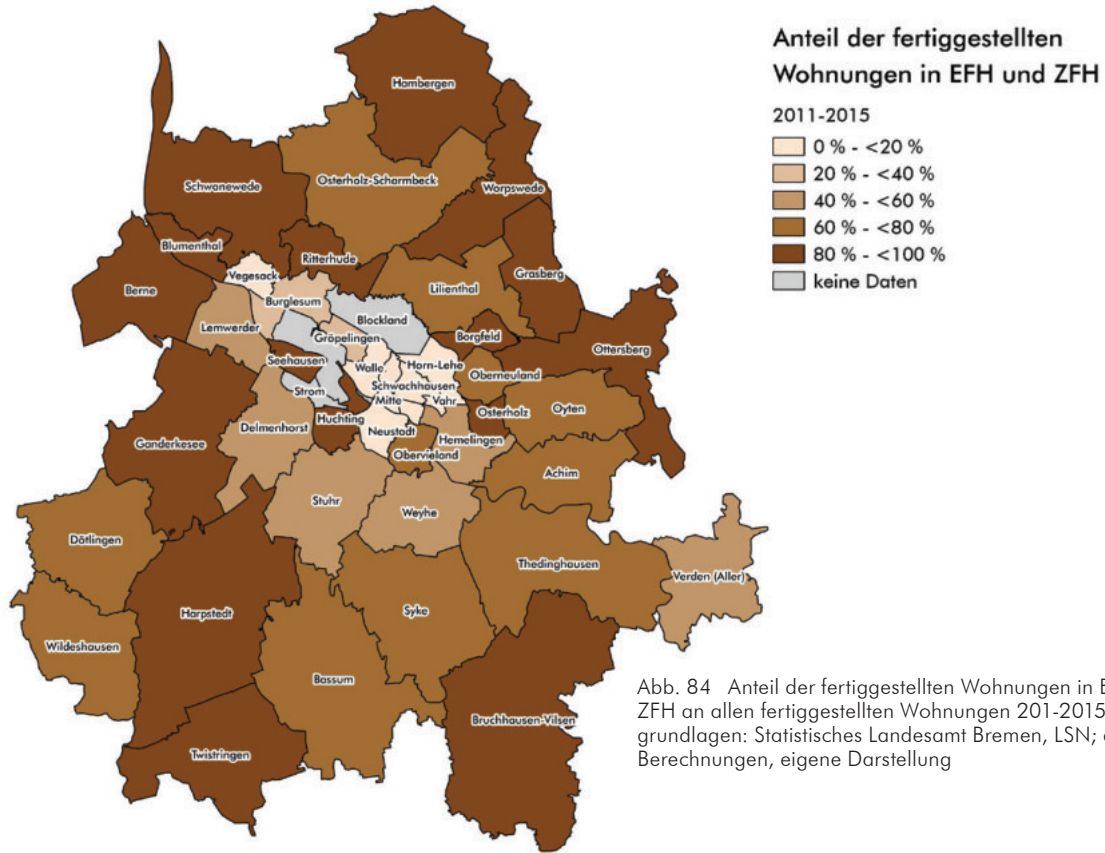 Anteil der fertiggestellten
Wohnungen in EFH und ZFH
2011-2015
0 % - <20 %
20 % - <40 %
40 % - <60 %
60 % - <80 %
80 % - <100 %
keine Daten
Hambergen
Osterholz-Scharmbeck
Schwanewede
Worpswede
Blumenthal
Ritterhude
Grasberg
Vegesack
Berne
Lilienthal
Burglesum
Blockland
Lemwerder
Gröpelingen
Borgfeld
Ottersberg
Seehausen
Walle
Horn-Lehe
Oberneuland
Strom
Schwachhausen
Mitte
Vahr
Osterholz
Oyten
Huchting
Delmenhorst
Neustadt
Hemelingen
Ganderkesee
Obervieland
Achim
Stuhr
Weyhe
Dötlingen
Thedinghausen
Verden (Aller)
Harpstedt
Syke
Wildeshausen
Bassum
Bruchhausen-Vilsen
Twistringen
Abb. 84 Anteil der fertiggestellten Wohnungen in
ZFH an allen fertiggestellten Wohnungen 201-2015
grundlagen: Statistisches Landesamt Bremen, LSN;
Berechnungen, eigene Darstellung